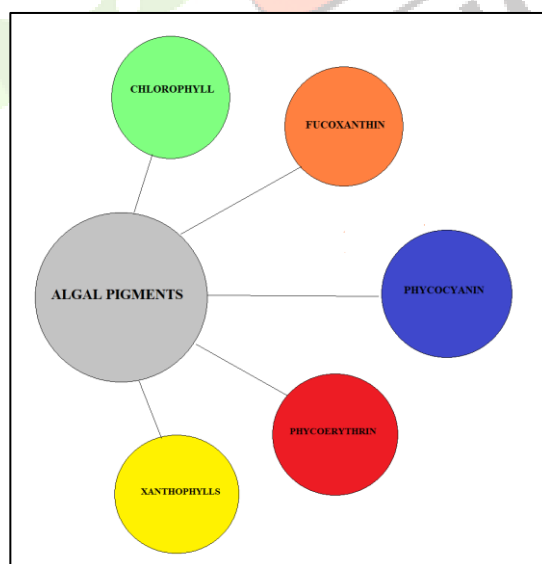 CHLOROPHYLL
FUCOXANTHIN
ALGAL PIGMENTS
PHYCOCYANIN
PHYCOERYTHRIN
XANTHOPHYLLS